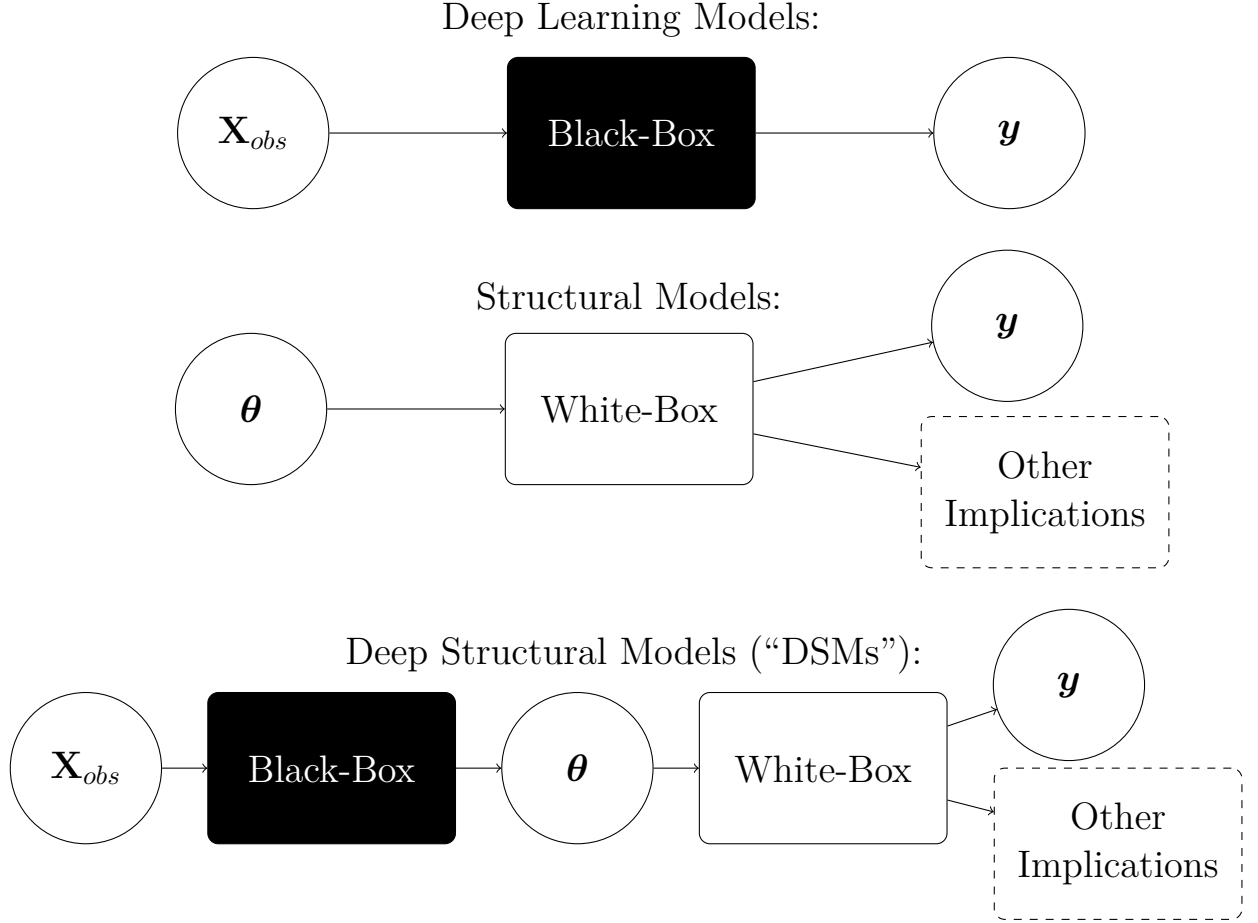 Deep Learning Models:
X_obs
Black-Box
y
Structural Models:
θ
White-Box
y
Other
Implications
Deep Structural Models (“DSMs”):
X_obs
Black-Box
θ
White-Box
y
Other
Implications